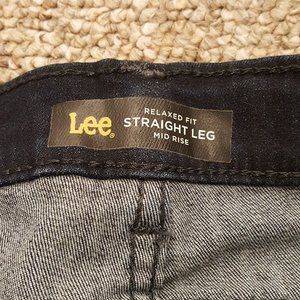 Lee
RELAXED FIT
STRAIGHT LEG
MID RISE